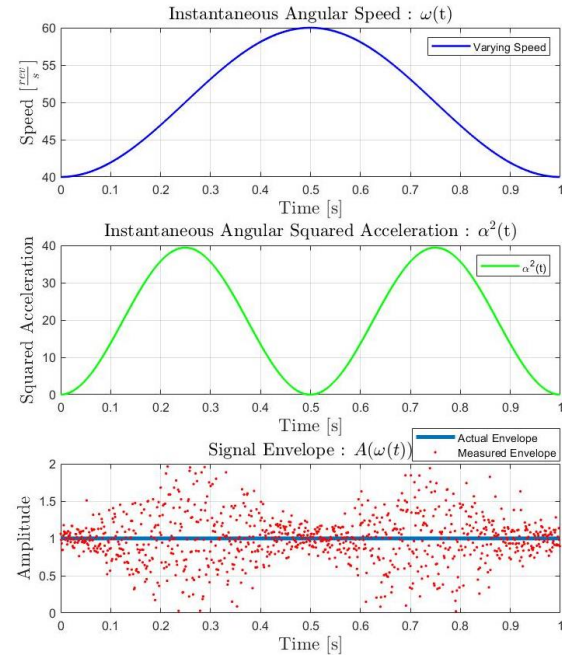 Instantaneous Angular Speed : ω(t)
60
55
50
45
40
Speed [rev/s]
Varying Speed
0 0.1 0.2 0.3 0.4 0.5 0.6 0.7 0.8 0.9 1
Time [s]
Instantaneous Angular Squared Acceleration : α²(t)
40
30
20
10
0
Squared Acceleration
α²(t)
0 0.1 0.2 0.3 0.4 0.5 0.6 0.7 0.8 0.9 1
Time [s]
Signal Envelope : A(ω(t))
Actual Envelope
Measured Envelope
2
1.5
1
0.5
0
Amplitude
0 0.1 0.2 0.3 0.4 0.5 0.6 0.7 0.8 0.9 1
Time [s]